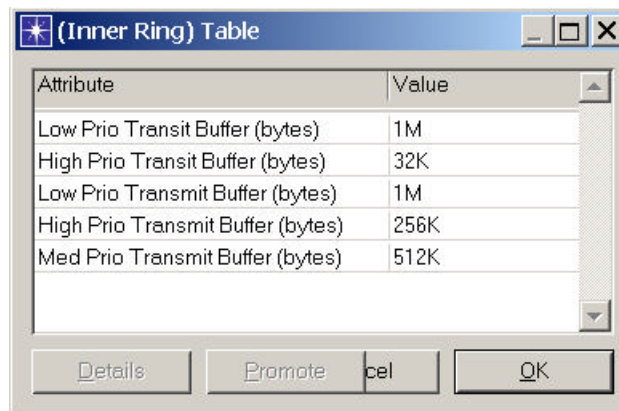 (Inner Ring) Table
Attribute Value
Low Prio Transit Buffer (bytes) 1M
High Prio Transit Buffer (bytes) 32K
Low Prio Transmit Buffer (bytes) 1M
High Prio Transmit Buffer (bytes) 256K
Med Prio Transmit Buffer (bytes) 512K
Details Promote cel OK